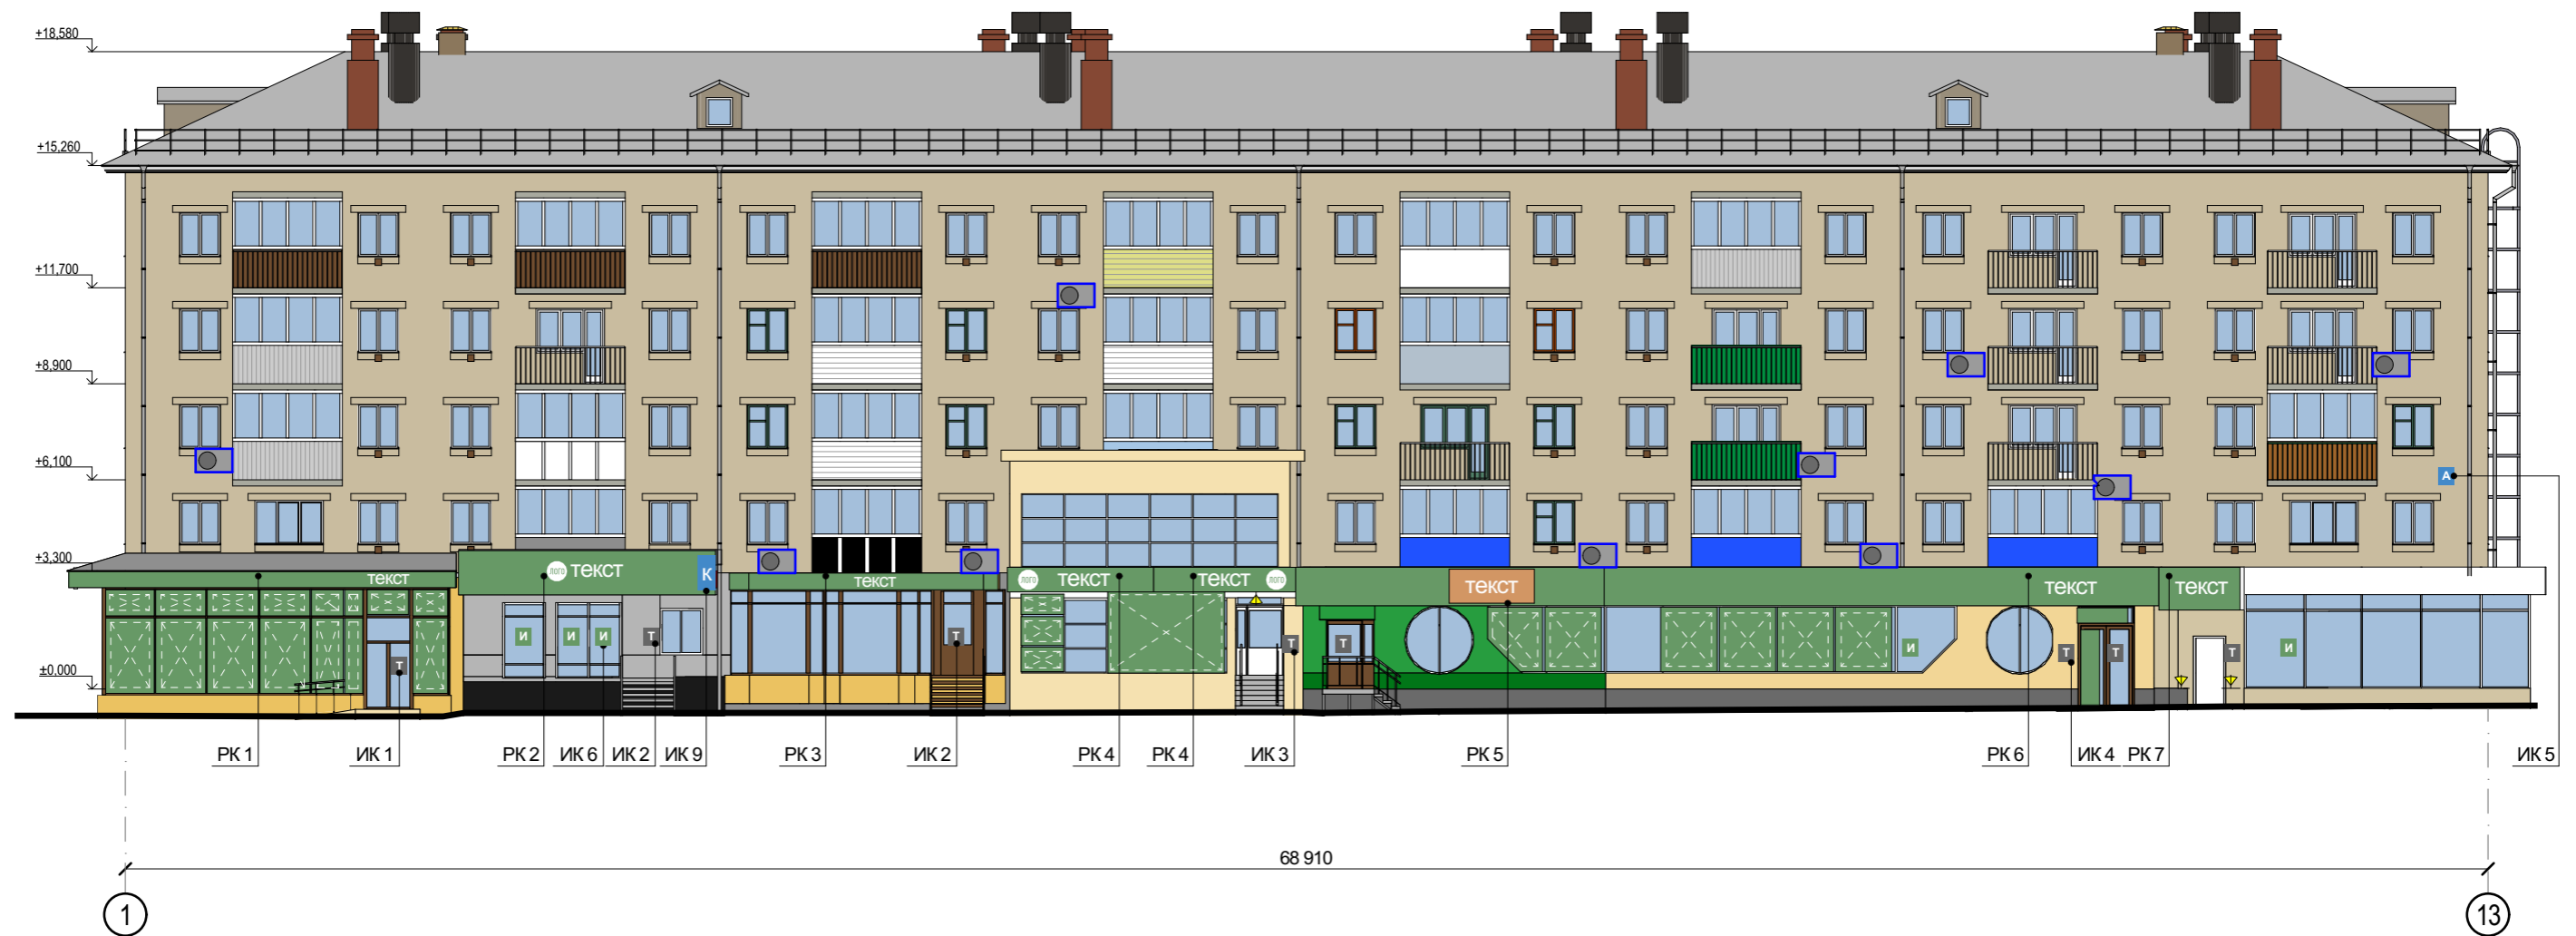 +18,580
+15,260
+11,700
+8,900
+6,100
+3,300
±0,000
А
текст
лого текст
К
текст
лого текст
текст лого
текст
текст
текст
И И И Т
Т
Т
Т
Т
И
Т Т
Т
И
Т
РК 1 ИК 1 РК 2 ИК 6 ИК 2 ИК 9 РК 3 ИК 2 РК 4 РК 4 ИК 3 РК 5 РК 6 ИК 4 РК 7 ИК 5
68 910
1 13